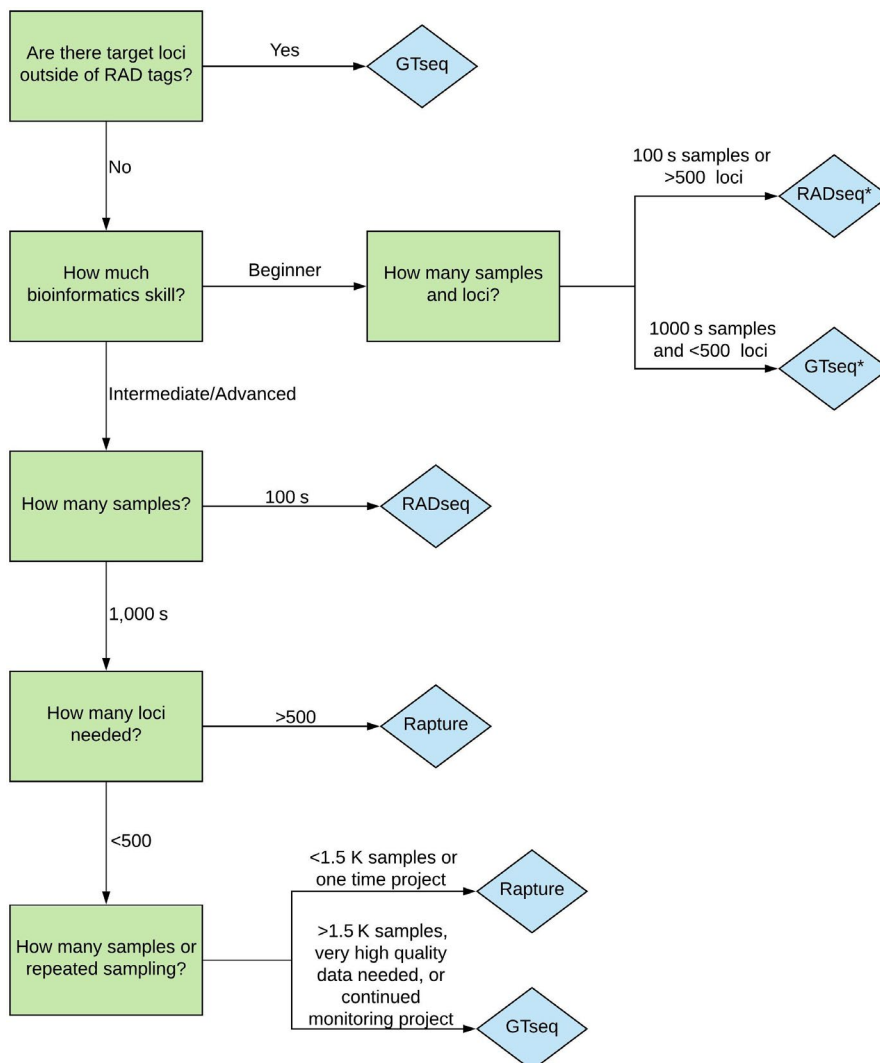 Are there target loci
outside of RAD tags?
Yes
GTseq
No
How much
bioinformatics skill?
Beginner
How many samples
and loci?
100 s samples or
>500 loci
RADseq*
1000 s samples
and <500 loci
GTseq*
Intermediate/Advanced
How many samples?
100 s
RADseq
1,000 s
How many loci
needed?
>500
Rapture
<500
How many samples or
repeated sampling?
<1.5 K samples or
one time project
Rapture
>1.5 K samples,
very high quality
data needed, or
continued
monitoring project
GTseq